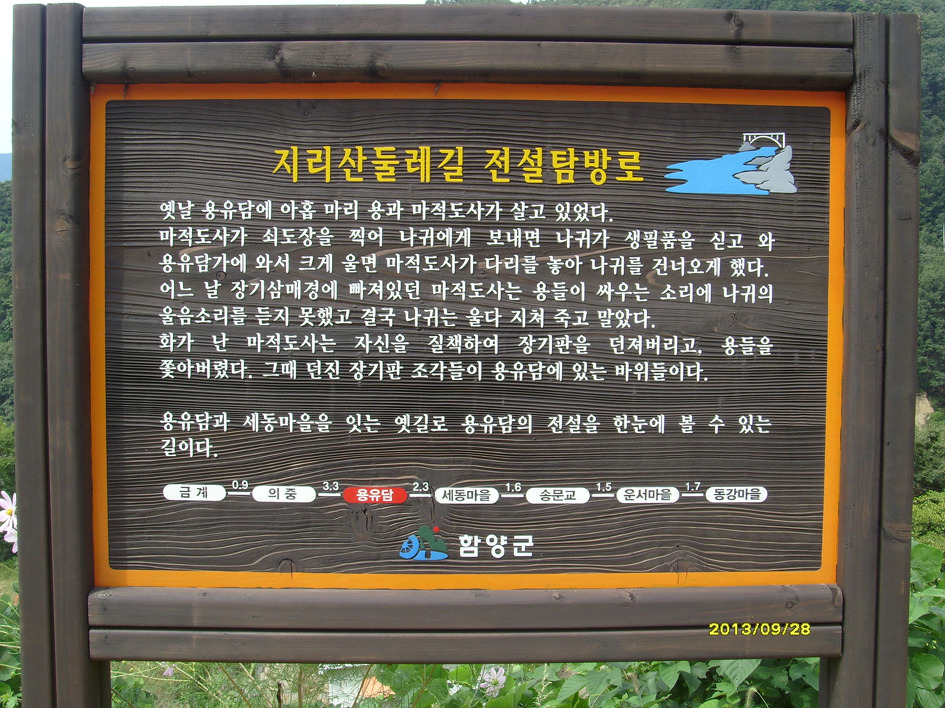 지리산둘레길 전설탐방로
옛날 용유담에 아홉 마리 용과 마적도사가 살고 있었다.
마적도사가 쇠도장을 찍어 나귀에게 보내면 나귀가 생필품을 싣고 와
용유담가에 와서 크게 울면 마적도사가 다리를 놓아 나귀를 건너오게 했다.
어느 날 장기삼매경에 빠져있던 마적도사는 용들이 싸우는 소리에 나귀의
울음소리를 듣지 못했고 결국 나귀는 울다 지쳐 죽고 말았다.
화가 난 마적도사는 자신을 질책하여 장기판을 던져버리고, 용들을
쫓아버렸다. 그때 던진 장기판 조각들이 용유담에 있는 바위들이다.
용유담과 세동마을을 잇는 옛길로 용유담의 전설을 한눈에 볼 수 있는
길이다.
금계 0.9 의중 3.3 용유담 2.3 세동마을 1.6 송문교 1.5 운서마을 1.7 동강마을
함양군
2013/09/28